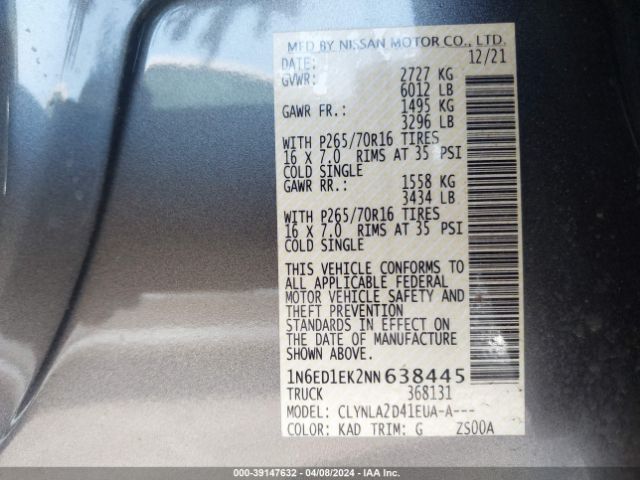 MFD BY NISSAN MOTOR CO., LTD.
DATE: 12/21
GVWR: 2727 KG
6012 LB
GAWR FR.: 1495 KG
3296 LB
WITH P265/70R16 TIRES
16 X 7.0 RIMS AT 35 PSI
COLD SINGLE
GAWR RR.: 1558 KG
3434 LB
WITH P265/70R16 TIRES
16 X 7.0 RIMS AT 35 PSI
COLD SINGLE
THIS VEHICLE CONFORMS TO
ALL APPLICABLE FEDERAL
MOTOR VEHICLE SAFETY AND
THEFT PREVENTION
STANDARDS IN EFFECT ON
THE DATE OF MANUFACTURE
SHOWN ABOVE.
1N6ED1EK2NN638445
TRUCK 368131
MODEL: CLYNLA2D41EUA-A---
COLOR: KAD TRIM: G ZS00A
000-39147632 - 04/08/2024 - IAA Inc.